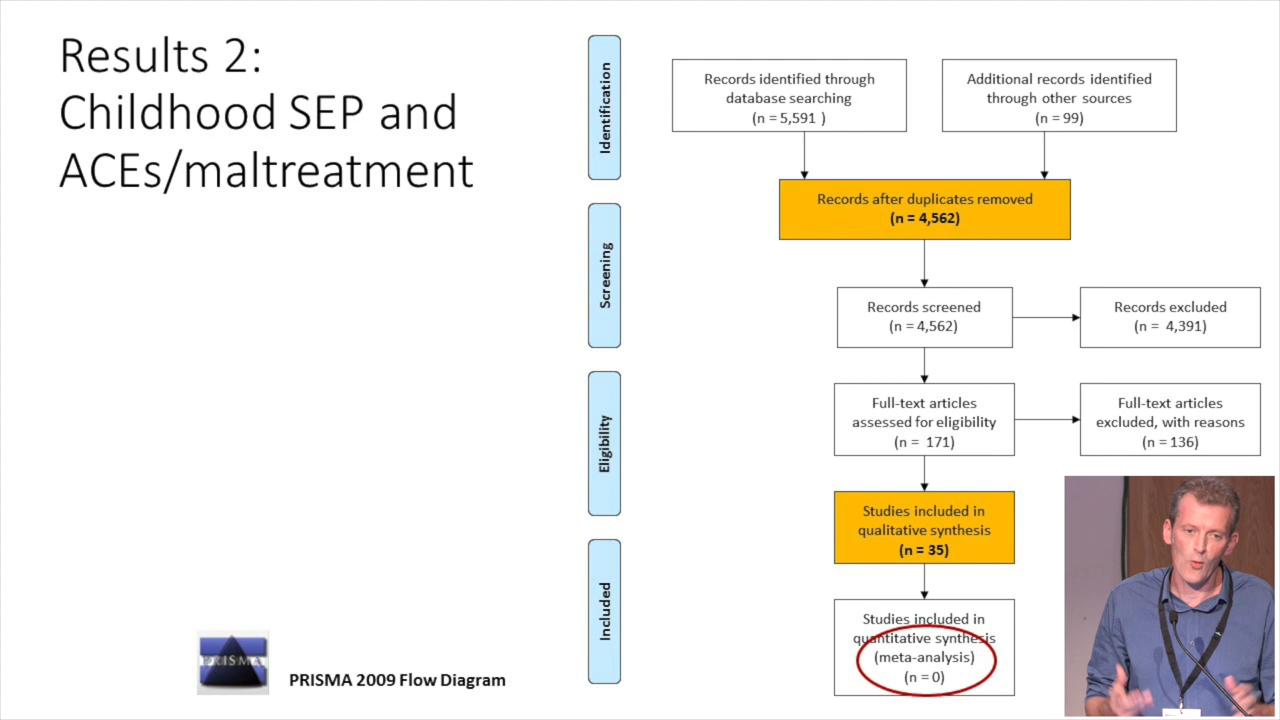 Results 2:
Childhood SEP and
ACEs/maltreatment
Identification
Records identified through
database searching
(n = 5,591 )
Additional records identified
through other sources
(n = 99)
Records after duplicates removed
(n = 4,562)
Screening
Records screened
(n = 4,562)
Records excluded
(n = 4,391)
Eligibility
Full-text articles
assessed for eligibility
(n = 171)
Full-text articles
excluded, with reasons
(n = 136)
Studies included in
qualitative synthesis
(n = 35)
Included
Studies included in
quantitative synthesis
(meta-analysis)
(n = 0)
PRISMA
PRISMA 2009 Flow Diagram